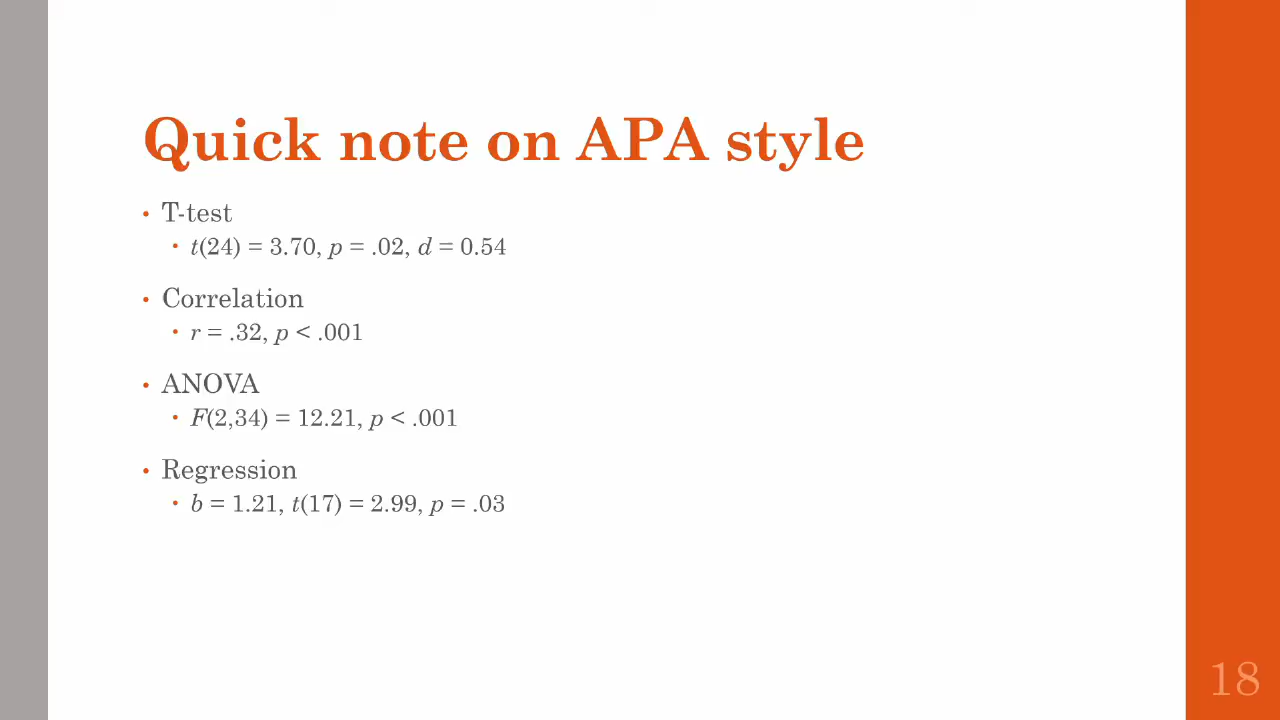 Quick note on APA style
• T-test
• t(24) = 3.70, p = .02, d = 0.54
• Correlation
• r = .32, p < .001
• ANOVA
• F(2,34) = 12.21, p < .001
• Regression
• b = 1.21, t(17) = 2.99, p = .03
18